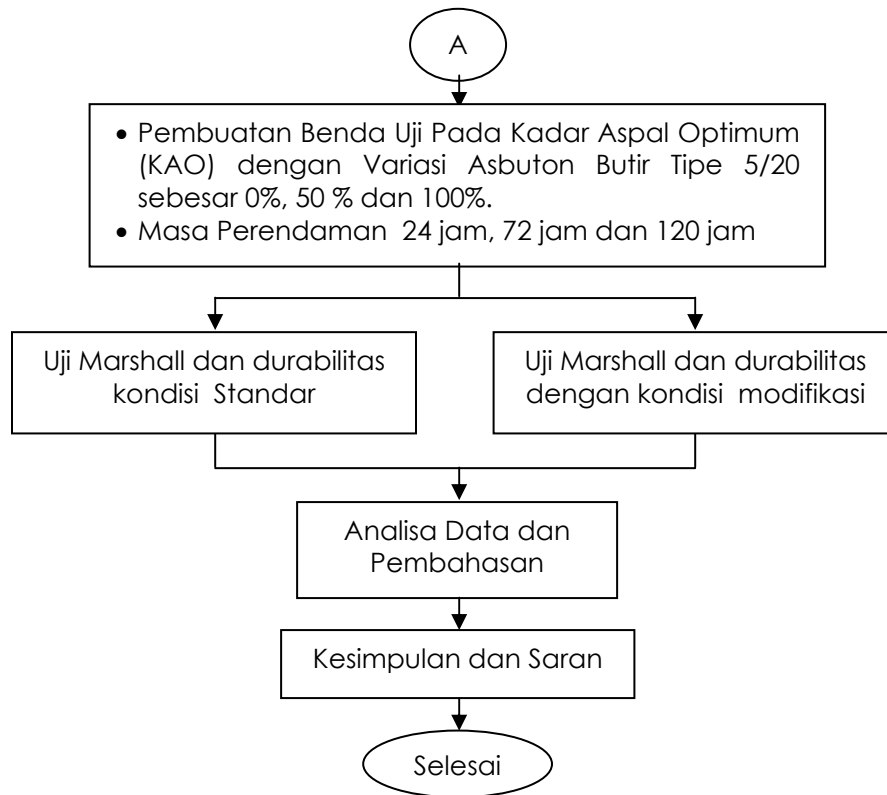 A
• Pembuatan Benda Uji Pada Kadar Aspal Optimum
(KAO) dengan Variasi Asbuton Butir Tipe 5/20
sebesar 0%, 50 % dan 100%.
• Masa Perendaman 24 jam, 72 jam dan 120 jam
Uji Marshall dan durabilitas
kondisi Standar
Uji Marshall dan durabilitas
dengan kondisi modifikasi
Analisa Data dan
Pembahasan
Kesimpulan dan Saran
Selesai